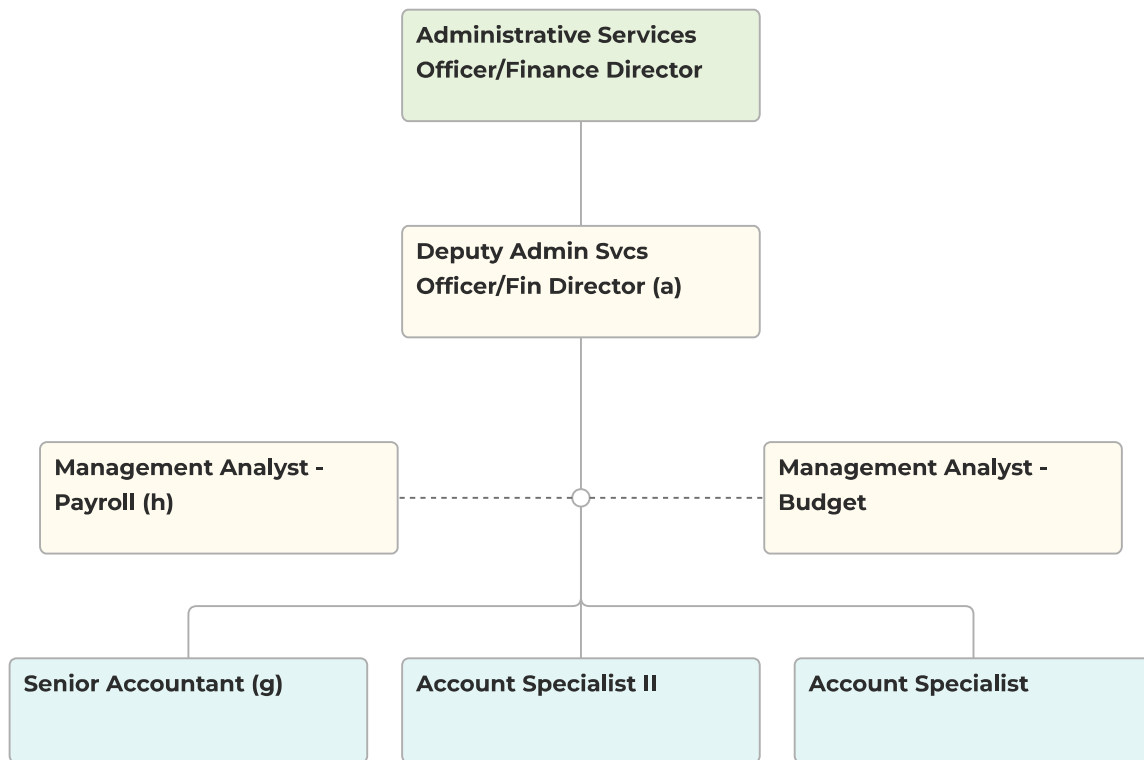 Administrative Services
Officer/Finance Director
Deputy Admin Svcs
Officer/Fin Director (a)
Management Analyst -
Payroll (h)
Management Analyst -
Budget
Senior Accountant (g)
Account Specialist II
Account Specialist